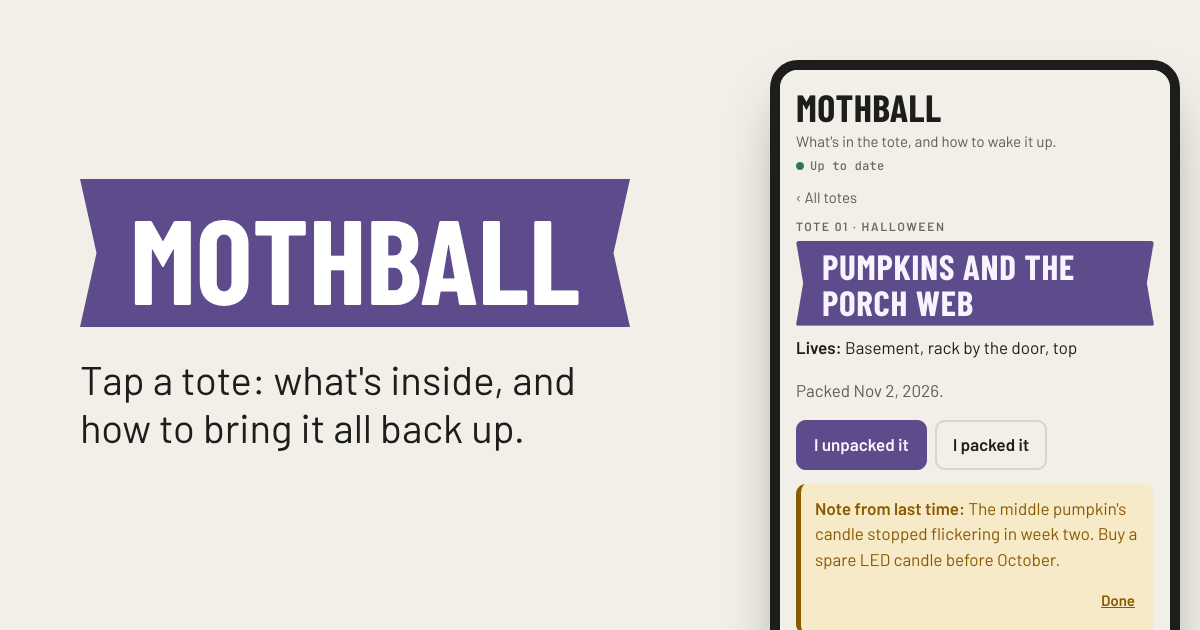 MOTHBALL
Tap a tote: what's inside, and
how to bring it all back up.
MOTHBALL
What's in the tote, and how to wake it up.
Up to date
‹ All totes
TOTE 01 · HALLOWEEN
PUMPKINS AND THE
PORCH WEB
Lives: Basement, rack by the door, top
Packed Nov 2, 2026.
I unpacked it
I packed it
Note from last time: The middle pumpkin's
candle stopped flickering in week two. Buy a
spare LED candle before October.
Done